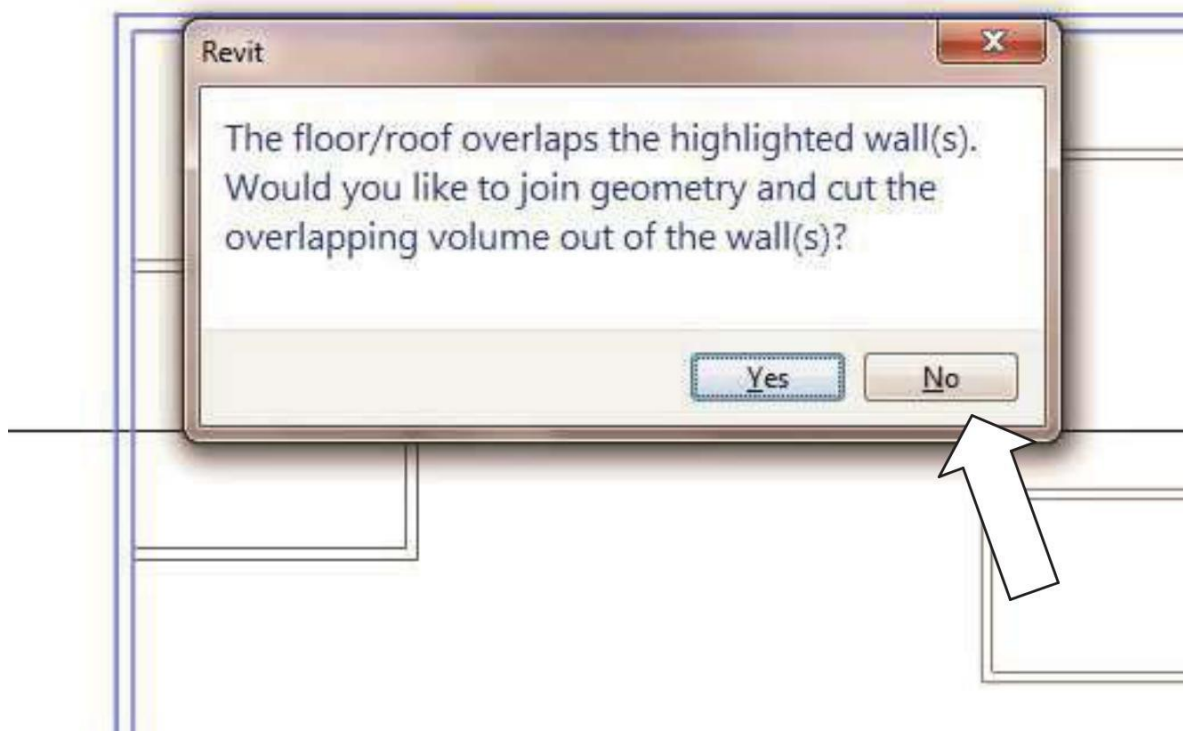 Revit
The floor/roof overlaps the highlighted wall(s).
Would you like to join geometry and cut the
overlapping volume out of the wall(s)?
Yes
No